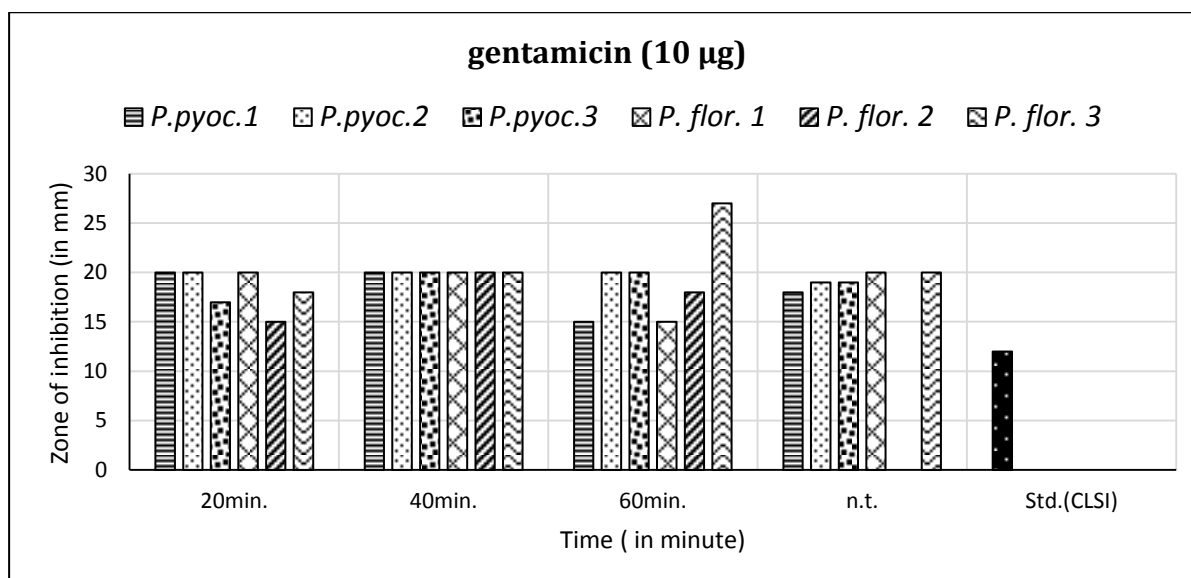 gentamicin (10 µg)
P.pyoc.1 P.pyoc.2 P.pyoc.3 P. flor. 1 P. flor. 2 P. flor. 3
30
25
20
15
10
5
0
Zone of inhibition (in mm)
20min. 40min. 60min. n.t. Std.(CLSI)
Time ( in minute)